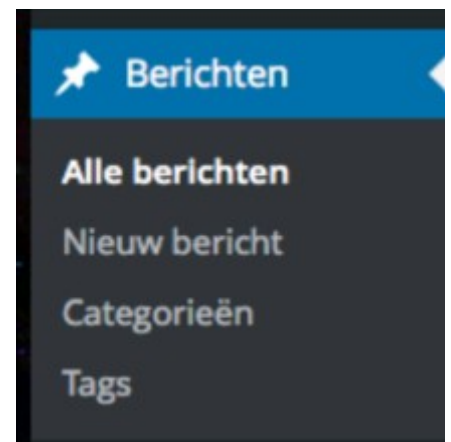 Berichten
Alle berichten
Nieuw bericht
Categorieën
Tags